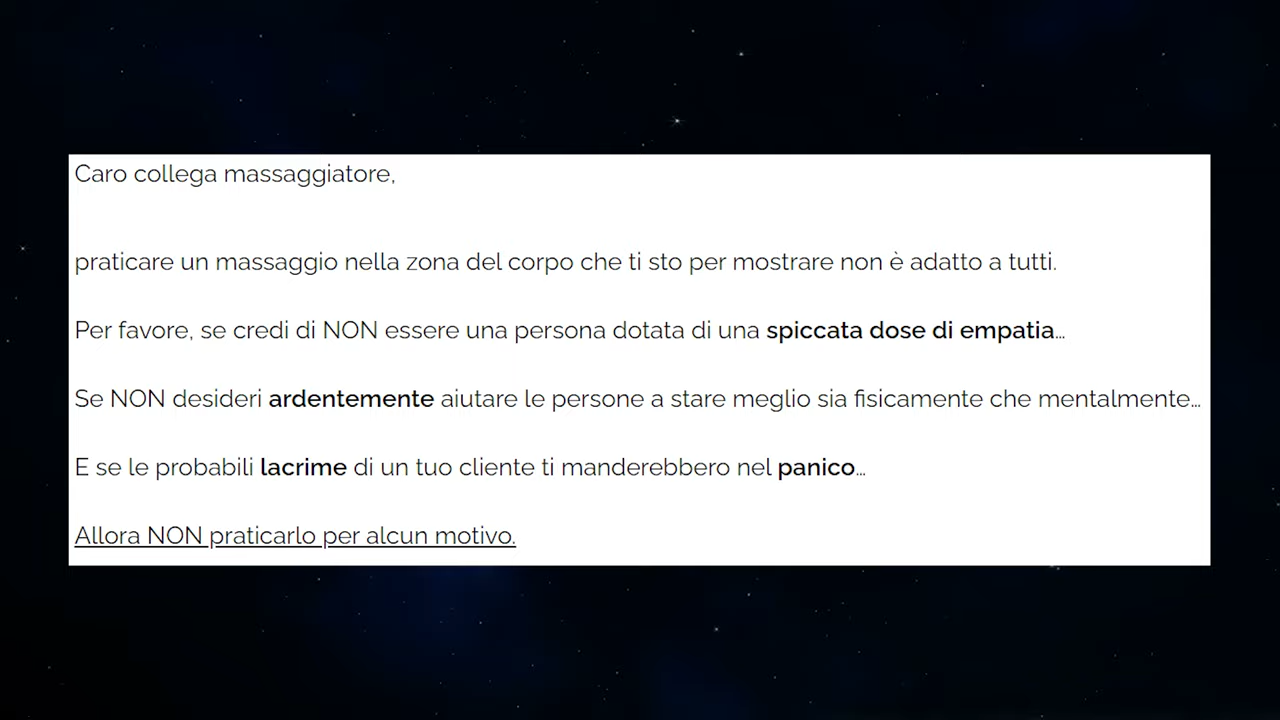 Caro collega massaggiatore,
praticare un massaggio nella zona del corpo che ti sto per mostrare non è adatto a tutti.
Per favore, se credi di NON essere una persona dotata di una spiccata dose di empatia…
Se NON desideri ardentemente aiutare le persone a stare meglio sia fisicamente che mentalmente…
E se le probabili lacrime di un tuo cliente ti manderebbero nel panico…
Allora NON praticarlo per alcun motivo.